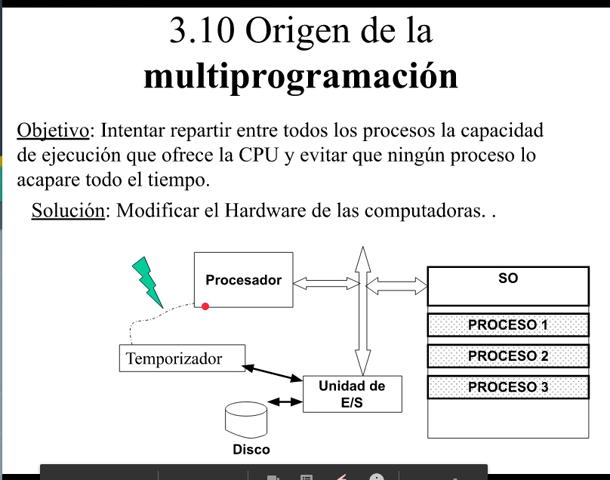 3.10 Origen de la
multiprogramación
Objetivo: Intentar repartir entre todos los procesos la capacidad
de ejecución que ofrece la CPU y evitar que ningún proceso lo
acapare todo el tiempo.
Solución: Modificar el Hardware de las computadoras. .
Procesador
SO
PROCESO 1
PROCESO 2
PROCESO 3
Temporizador
Unidad de
E/S
Disco